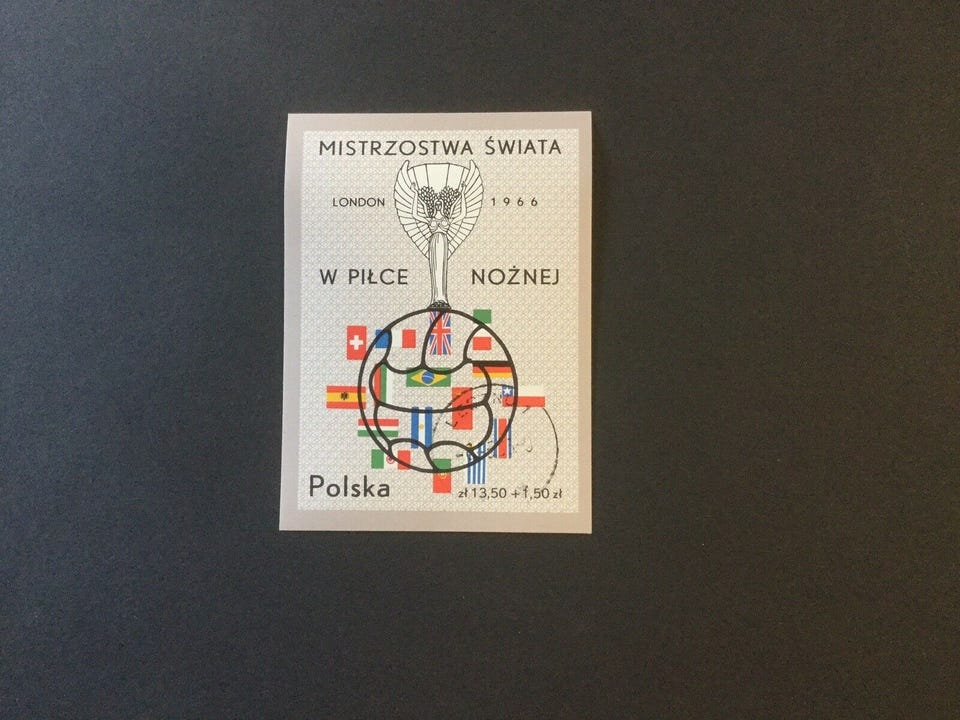 MISTRZOSTWA ŚWIATA
LONDON 1966
W PIŁCE NOŻNEJ
Polska
zł 13,50 + 1,50 zł